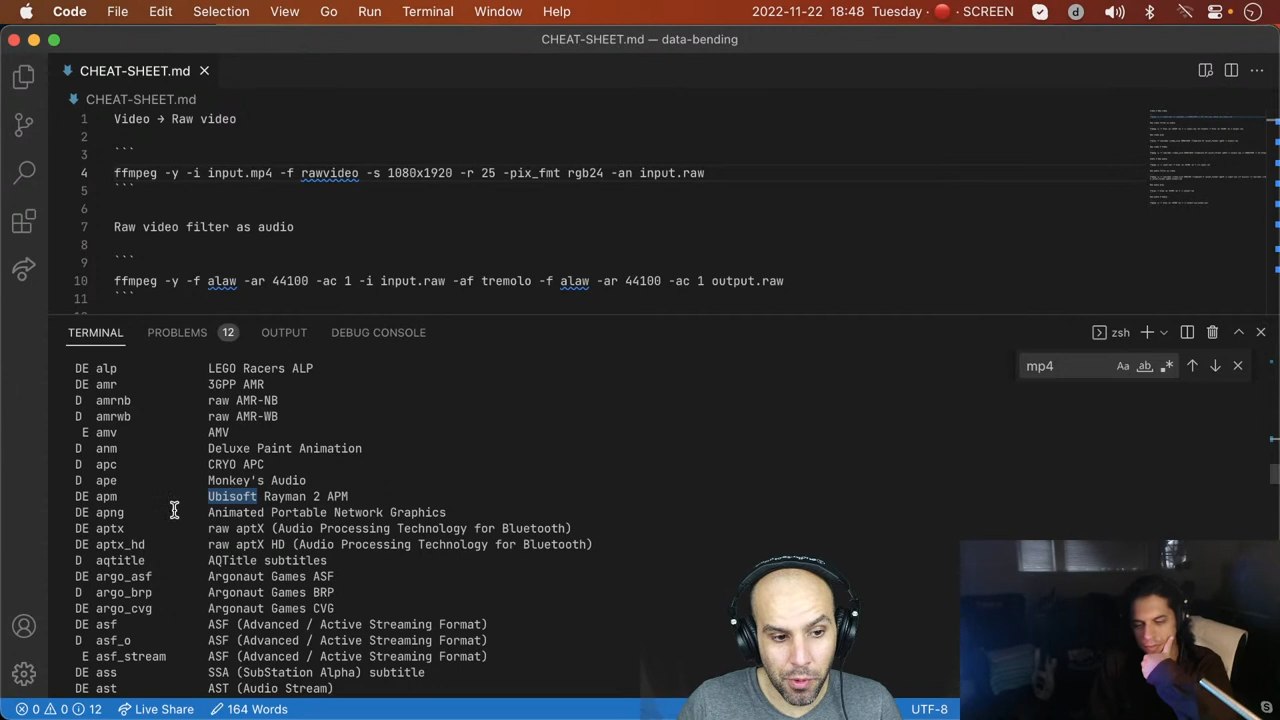 Code File Edit Selection View Go Run Terminal Window Help 2022-11-22 18:48 Tuesday SCREEN
CHEAT-SHEET.md — data-bending
CHEAT-SHEET.md
CHEAT-SHEET.md
1 Video → Raw video
2
3 ```
4 ffmpeg -y -i input.mp4 -f rawvideo -s 1080x1920 -r 25 -pix_fmt rgb24 -an input.raw
5 ```
6
7 Raw video filter as audio
8
9 ```
10 ffmpeg -y -f alaw -ar 44100 -ac 1 -i input.raw -af tremolo -f alaw -ar 44100 -ac 1 output.raw
11 ```
TERMINAL PROBLEMS 12 OUTPUT DEBUG CONSOLE zsh
mp4 Aa ab
DE alp LEGO Racers ALP
DE amr 3GPP AMR
D amrnb raw AMR-NB
D amrwb raw AMR-WB
E amv AMV
D anm Deluxe Paint Animation
D apc CRYO APC
D ape Monkey's Audio
DE apm Ubisoft Rayman 2 APM
DE apng Animated Portable Network Graphics
DE aptx raw aptX (Audio Processing Technology for Bluetooth)
DE aptx_hd raw aptX HD (Audio Processing Technology for Bluetooth)
D aqtitle AQTitle subtitles
DE argo_asf Argonaut Games ASF
D argo_brp Argonaut Games BRP
DE argo_cvg Argonaut Games CVG
DE asf ASF (Advanced / Active Streaming Format)
D asf_o ASF (Advanced / Active Streaming Format)
E asf_stream ASF (Advanced / Active Streaming Format)
DE ass SSA (SubStation Alpha) subtitle
DE ast AST (Audio Stream)
0 0 12 Live Share 164 Words UTF-8